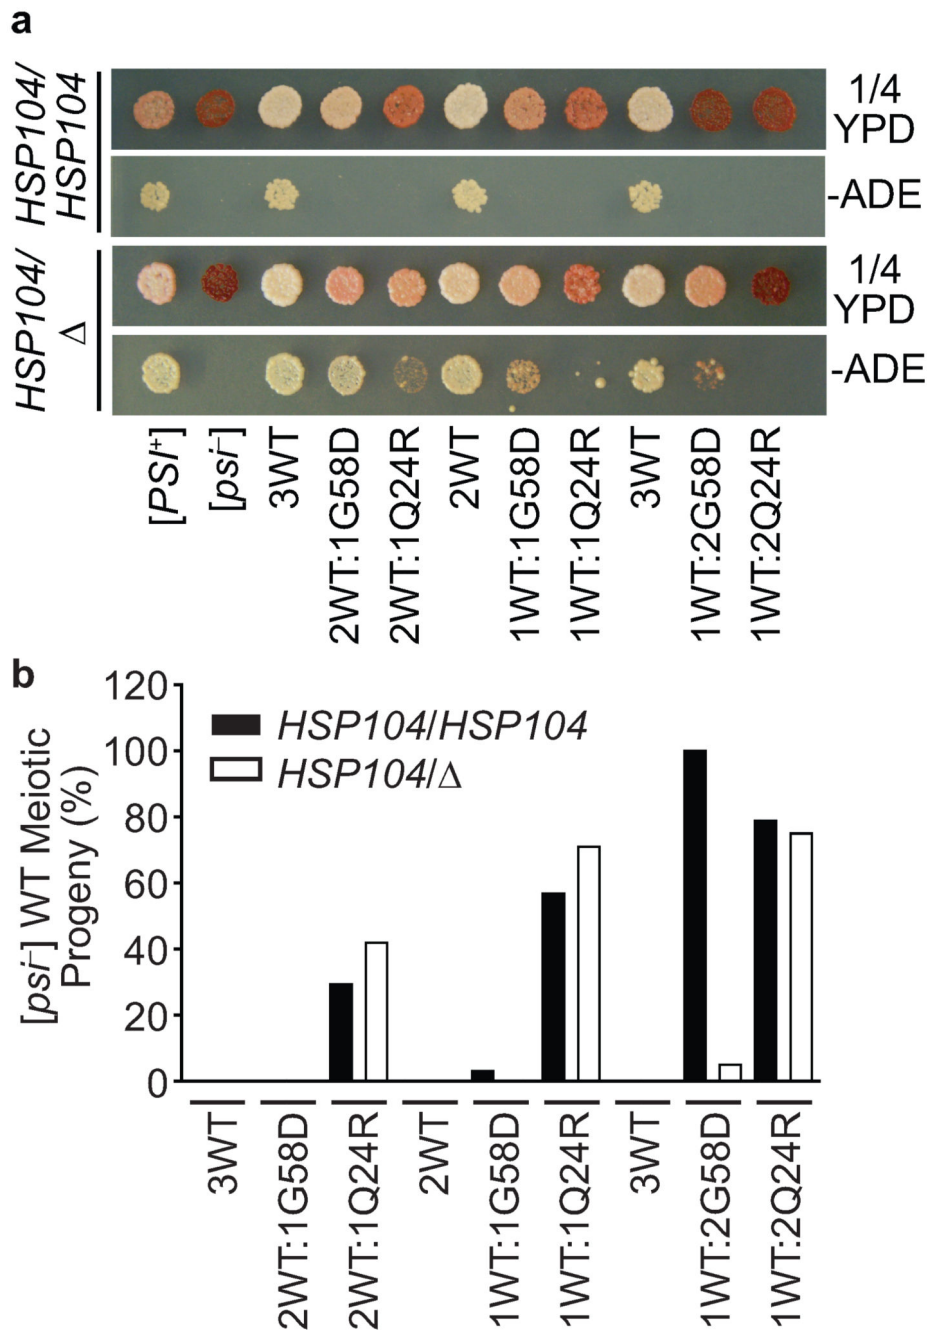 a
HSP104/
HSP104
1/4
YPD
-ADE
HSP104/
Δ
1/4
YPD
-ADE
[PSI⁺]
[psi⁻]
3WT
2WT:1G58D
2WT:1Q24R
2WT
1WT:1G58D
1WT:1Q24R
3WT
1WT:2G58D
1WT:2Q24R
b
[psi⁻] WT Meiotic
Progeny (%)
120
100
80
60
40
20
0
HSP104/HSP104
HSP104/Δ
3WT
2WT:1G58D
2WT:1Q24R
2WT
1WT:1G58D
1WT:1Q24R
3WT
1WT:2G58D
1WT:2Q24R